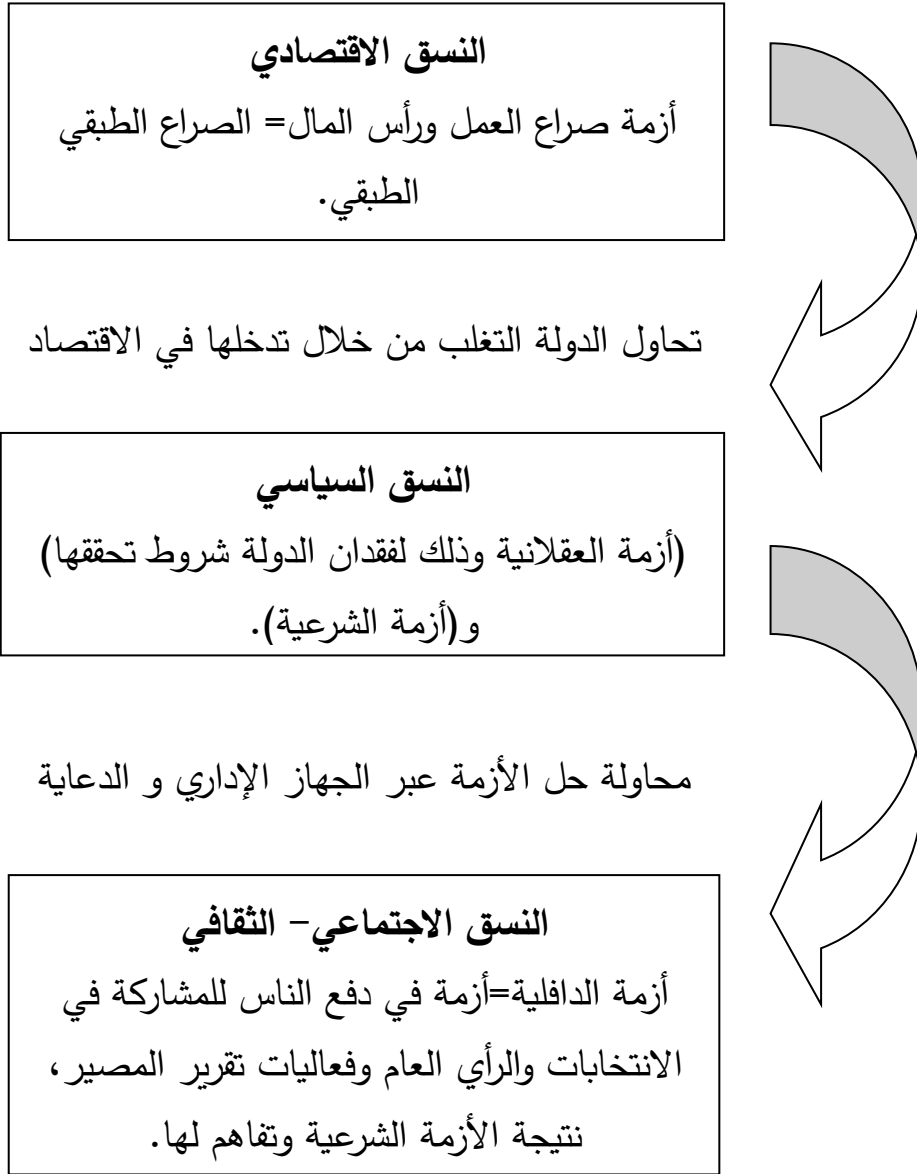 النسق الاقتصادي
أزمة صراع العمل ورأس المال= الصراع الطبقي
الطبقي.
تحاول الدولة التغلب من خلال تدخلها في الاقتصاد
النسق السياسي
(أزمة العقلانية وذلك لفقدان الدولة شروط تحققها)
و(أزمة الشرعية).
محاولة حل الأزمة عبر الجهاز الإداري و الدعاية
النسق الاجتماعي- الثقافي
أزمة الدافلية=أزمة في دفع الناس للمشاركة في
الانتخابات والرأي العام وفعاليات تقرير المصير،
نتيجة الأزمة الشرعية وتفاهم لها.